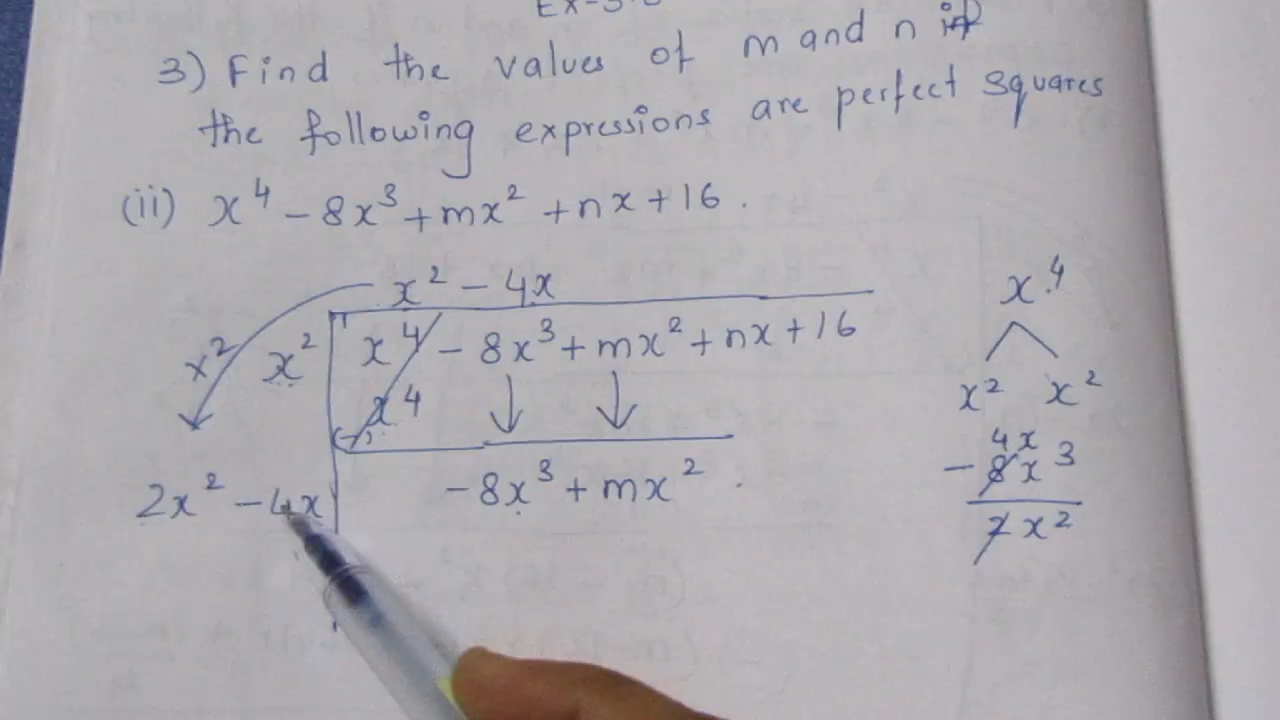 3) Find the values of m and n if
the following expressions are perfect squares
(ii) x⁴ - 8x³ + mx² + nx + 16 .
x² - 4x
x² x⁴ - 8x³ + mx² + nx + 16
x²
x⁴
(-)
2x² - 4x
-8x³ + mx²
x⁴
x² x²
4x
- 8x³
2x²